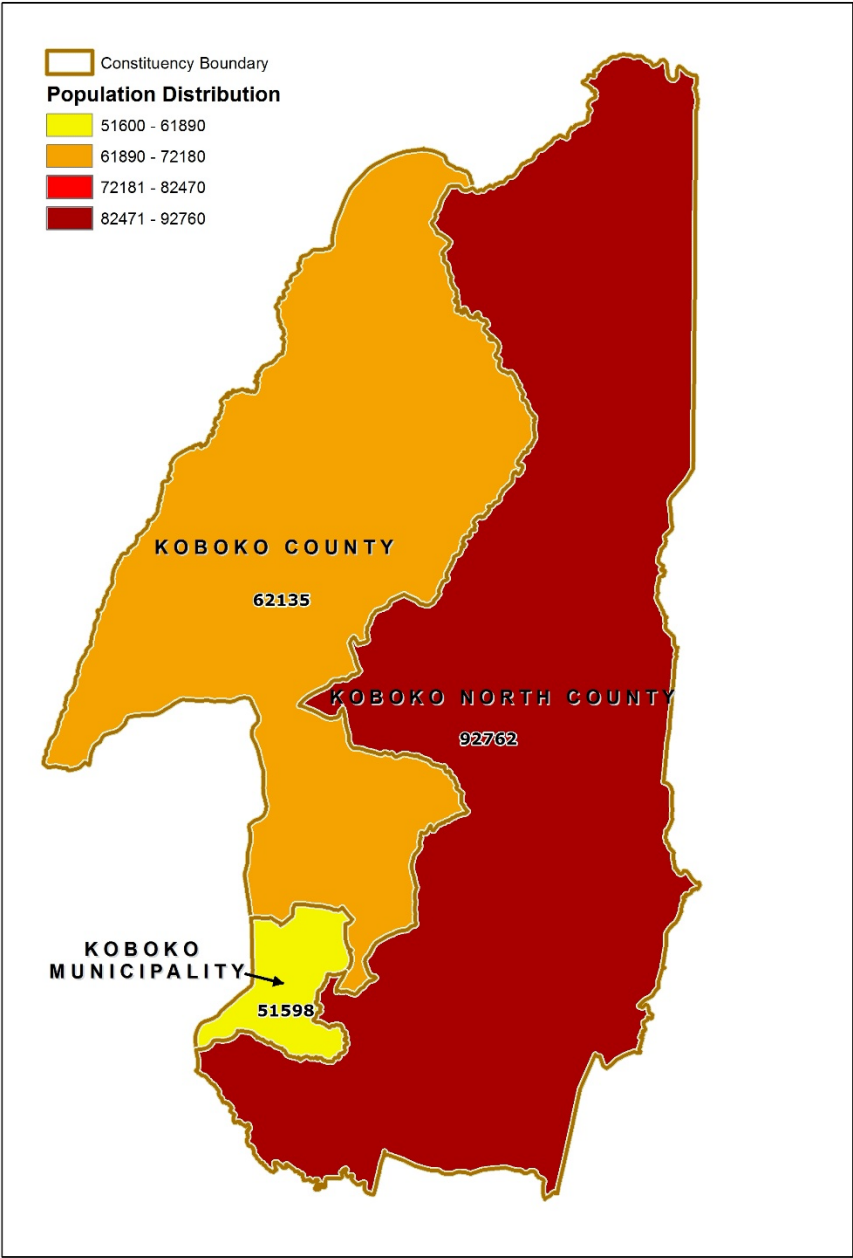 Constituency Boundary
Population Distribution
51600 - 61890
61890 - 72180
72181 - 82470
82471 - 92760
KOBOKO COUNTY
62135
KOBOKO NORTH COUNTY
92762
KOBOKO
MUNICIPALITY
51598